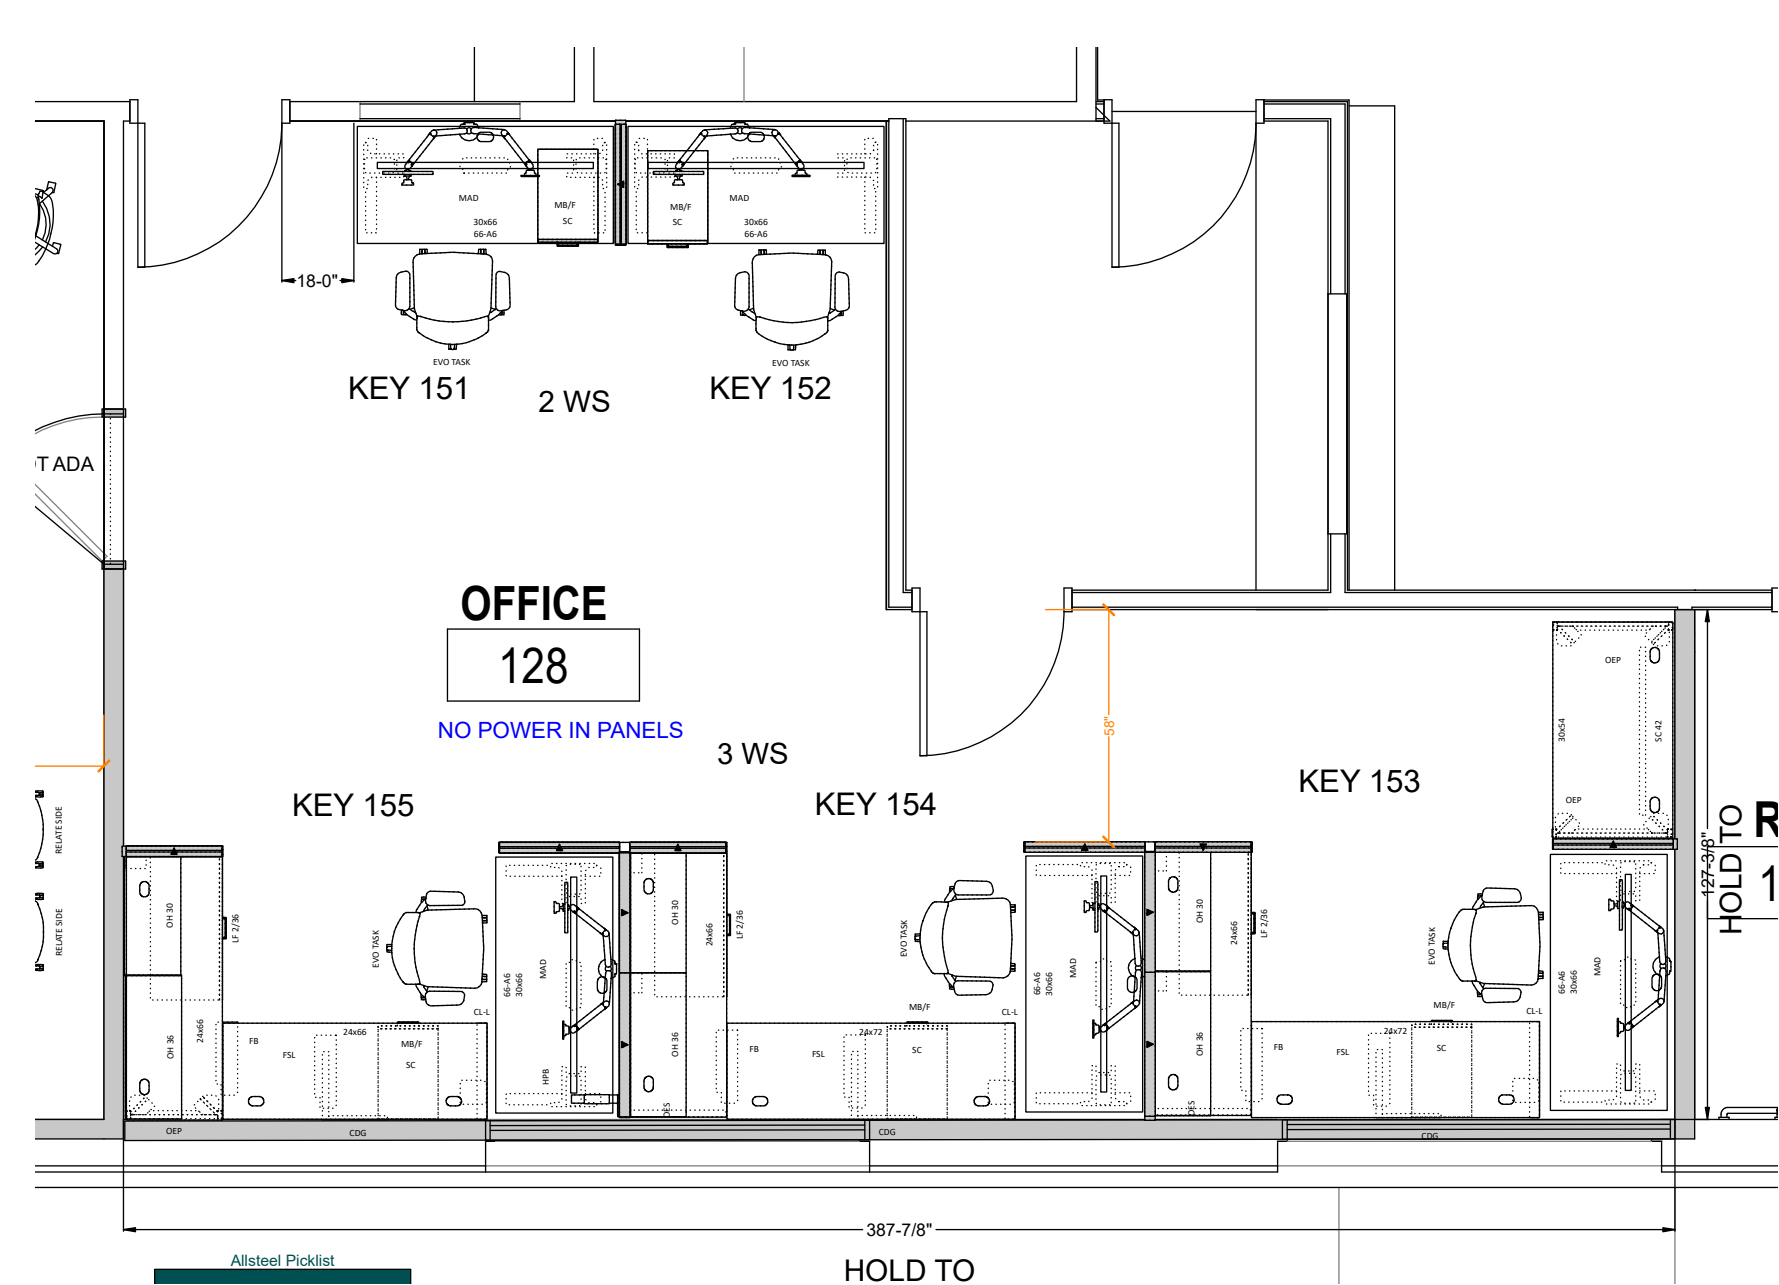 MAD
30x66
66-A6
MB/F
SC
MB/F
SC
MAD
30x66
66-A6
18-0"
EVO TASK
EVO TASK
KEY 151
2 WS
KEY 152
T ADA
OFFICE
128
NO POWER IN PANELS
3 WS
58"
KEY 155
KEY 154
KEY 153
OEP
30x54
SC 42
OEP
RELATE SIDE
RELATE SIDE
127-3/8"
HOLD TO
R
1
OH 30
LF 2/36
EVO TASK
66-A6
30x66
MAD
CL-L
OH 36
24x66
FB
FSL
24x66
MB/F
SC
HPB
OH 30
24x66
LF 2/36
EVO TASK
66-A6
30x66
MAD
MB/F
CL-L
OH 36
FB
FSL
24x72
SC
OH 30
24x66
LF 2/36
EVO TASK
66-A6
30x66
MAD
MB/F
CL-L
OH 36
FB
FSL
24x72
SC
OEP
CDG
CDG
CDG
387-7/8"
HOLD TO
Allsteel Picklist